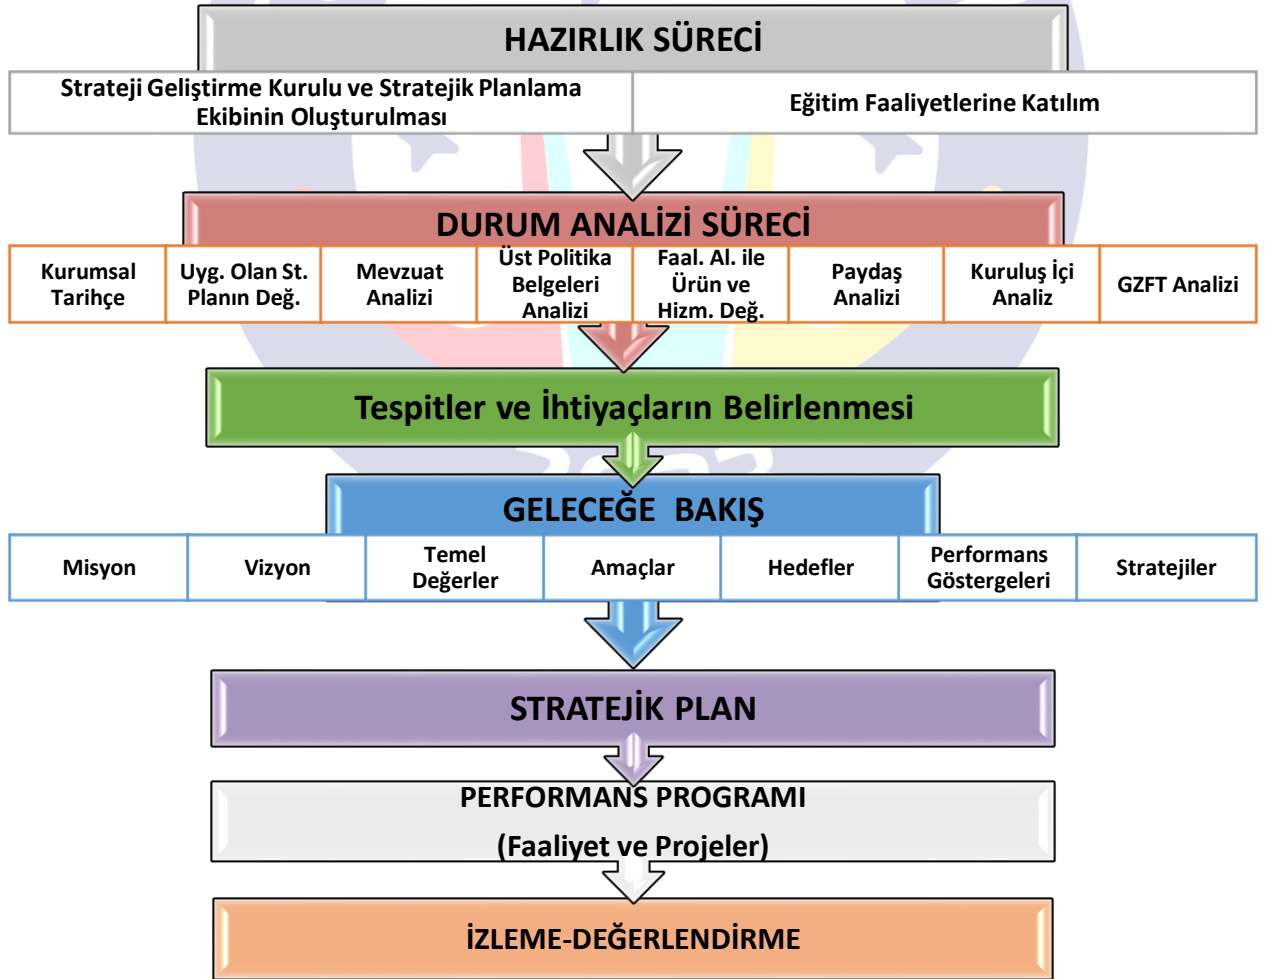 HAZIRLIK SÜRECİ
Strateji Geliştirme Kurulu ve Stratejik Planlama
Ekibinin Oluşturulması
Eğitim Faaliyetlerine Katılım
DURUM ANALİZİ SÜRECİ
Kurumsal
Tarihçe
Uyg. Olan St.
Planın Değ.
Mevzuat
Analizi
Üst Politika
Belgeleri
Analizi
Faal. Al. ile
Ürün ve
Hizm. Değ.
Paydaş
Analizi
Kuruluş İçi
Analiz
GZFT Analizi
Tespitler ve İhtiyaçların Belirlenmesi
GELECEĞE BAKIŞ
Misyon
Vizyon
Temel
Değerler
Amaçlar
Hedefler
Performans
Göstergeleri
Stratejiler
STRATEJİK PLAN
PERFORMANS PROGRAMI
(Faaliyet ve Projeler)
İZLEME-DEĞERLENDİRME